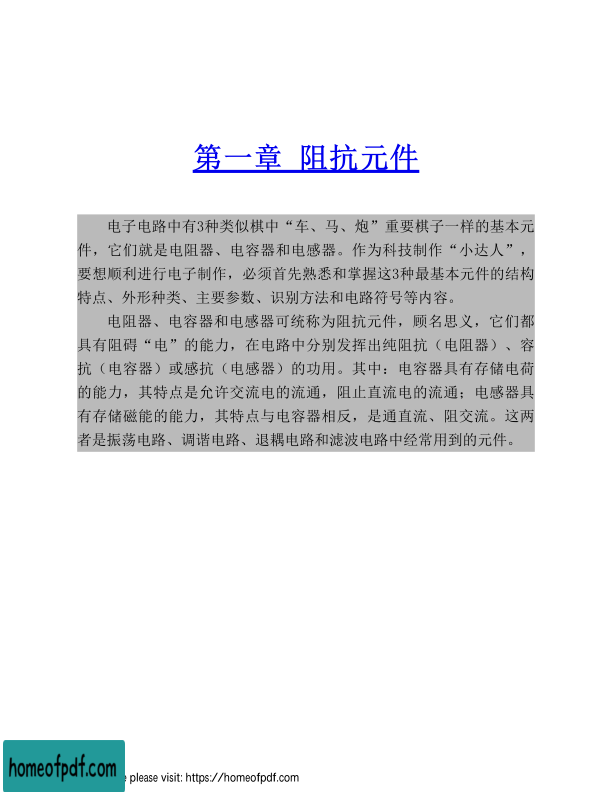 第一章 阻抗元件
电子电路中有3种类似棋中“车、马、炮”重要棋子一样的基本元
件，它们就是电阻器、电容器和电感器。作为科技制作“小达人”，
要想顺利进行电子制作，必须首先熟悉和掌握这3种最基本元件的结构
特点、外形种类、主要参数、识别方法和电路符号等内容。
电阻器、电容器和电感器可统称为阻抗元件，顾名思义，它们都
具有阻碍“电”的能力，在电路中分别发挥出纯阻抗（电阻器）、容
抗（电容器）或感抗（电感器）的功用。其中：电容器具有存储电荷
的能力，其特点是允许交流电的流通，阻止直流电的流通；电感器具
有存储磁能的能力，其特点与电容器相反，是通直流、阻交流。这两
者是振荡电路、调谐电路、退耦电路和滤波电路中经常用到的元件。
homeofpdf.com
please visit: https://homeofpdf.com